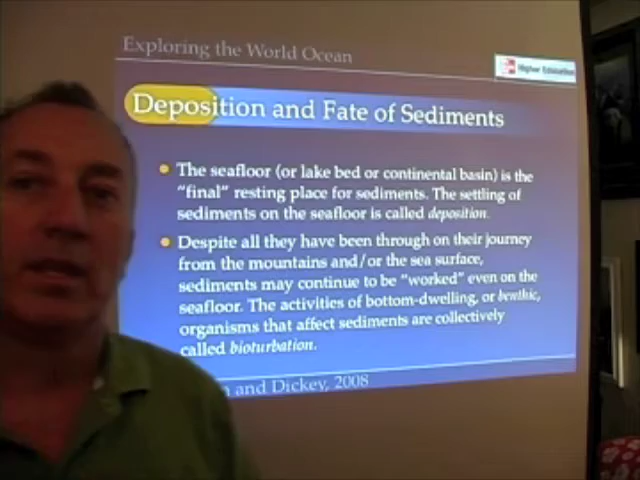 Exploring the World Ocean
Higher Education
Deposition and Fate of Sediments
The seafloor (or lake bed or continental basin) is the
“final” resting place for sediments. The settling of
sediments on the seafloor is called deposition.
Despite all they have been through on their journey
from the mountains and/or the sea surface,
sediments may continue to be “worked” even on the
seafloor. The activities of bottom-dwelling, or benthic,
organisms that affect sediments are collectively
called bioturbation.
and Dickey, 2008